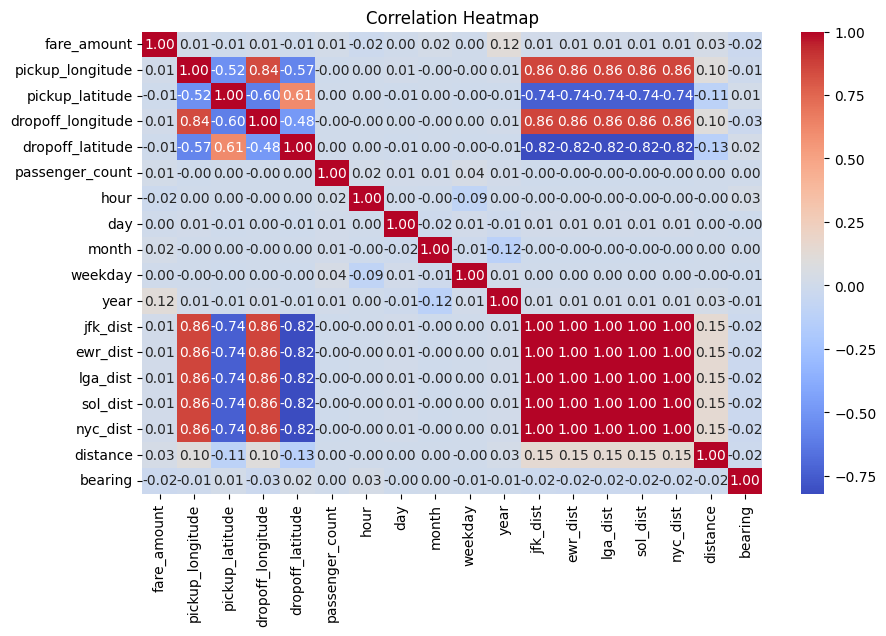 Correlation Heatmap
fare_amount 1.00 0.01 -0.01 0.01 -0.01 0.01 -0.02 0.00 0.02 0.00 0.12 0.01 0.01 0.01 0.01 0.01 0.03 -0.02
pickup_longitude 0.01 1.00 -0.52 0.84 -0.57 -0.00 0.00 0.01 -0.00 -0.00 0.01 0.86 0.86 0.86 0.86 0.86 0.10 -0.01
pickup_latitude -0.01 -0.52 1.00 -0.60 0.61 0.00 0.00 -0.01 0.00 -0.00 -0.01 -0.74 -0.74 -0.74 -0.74 -0.74 -0.11 0.01
dropoff_longitude 0.01 0.84 -0.60 1.00 -0.48 -0.00 -0.00 0.01 -0.00 0.00 0.01 0.86 0.86 0.86 0.86 0.86 0.10 -0.03
dropoff_latitude -0.01 -0.57 0.61 -0.48 1.00 0.00 0.00 -0.01 0.00 -0.00 -0.01 -0.82 -0.82 -0.82 -0.82 -0.82 -0.13 0.02
passenger_count 0.01 -0.00 0.00 -0.00 0.00 1.00 0.02 0.01 0.01 0.04 0.01 -0.00 -0.00 -0.00 -0.00 -0.00 0.00 0.00
hour -0.02 0.00 0.00 -0.00 0.00 0.02 1.00 0.00 -0.00 -0.09 0.00 -0.00 -0.00 -0.00 -0.00 -0.00 -0.00 0.03
day 0.00 0.01 -0.01 0.01 -0.01 0.01 0.00 1.00 -0.02 0.01 -0.01 0.01 0.01 0.01 0.01 0.01 0.00 -0.00
month 0.02 -0.00 0.00 -0.00 0.00 0.01 -0.00 -0.02 1.00 -0.01 -0.12 -0.00 -0.00 -0.00 -0.00 -0.00 0.00 0.00
weekday 0.00 -0.00 -0.00 0.00 -0.00 0.04 -0.09 0.01 -0.01 1.00 0.01 0.00 0.00 0.00 0.00 0.00 -0.00 -0.01
year 0.12 0.01 -0.01 0.01 -0.01 0.01 0.00 -0.01 -0.12 0.01 1.00 0.01 0.01 0.01 0.01 0.01 0.03 -0.01
jfk_dist 0.01 0.86 -0.74 0.86 -0.82 -0.00 -0.00 0.01 -0.00 0.00 0.01 1.00 1.00 1.00 1.00 1.00 0.15 -0.02
ewr_dist 0.01 0.86 -0.74 0.86 -0.82 -0.00 -0.00 0.01 -0.00 0.00 0.01 1.00 1.00 1.00 1.00 1.00 0.15 -0.02
lga_dist 0.01 0.86 -0.74 0.86 -0.82 -0.00 -0.00 0.01 -0.00 0.00 0.01 1.00 1.00 1.00 1.00 1.00 0.15 -0.02
sol_dist 0.01 0.86 -0.74 0.86 -0.82 -0.00 -0.00 0.01 -0.00 0.00 0.01 1.00 1.00 1.00 1.00 1.00 0.15 -0.02
nyc_dist 0.01 0.86 -0.74 0.86 -0.82 -0.00 -0.00 0.01 -0.00 0.00 0.01 1.00 1.00 1.00 1.00 1.00 0.15 -0.02
distance 0.03 0.10 -0.11 0.10 -0.13 0.00 -0.00 0.00 0.00 -0.00 0.03 0.15 0.15 0.15 0.15 0.15 1.00 -0.02
bearing -0.02 -0.01 0.01 -0.03 0.02 0.00 0.03 -0.00 0.00 -0.01 -0.01 -0.02 -0.02 -0.02 -0.02 -0.02 -0.02 1.00
fare_amount
pickup_longitude
pickup_latitude
dropoff_longitude
dropoff_latitude
passenger_count
hour
day
month
weekday
year
jfk_dist
ewr_dist
lga_dist
sol_dist
nyc_dist
distance
bearing
1.00
0.75
0.50
0.25
0.00
−0.25
−0.50
−0.75